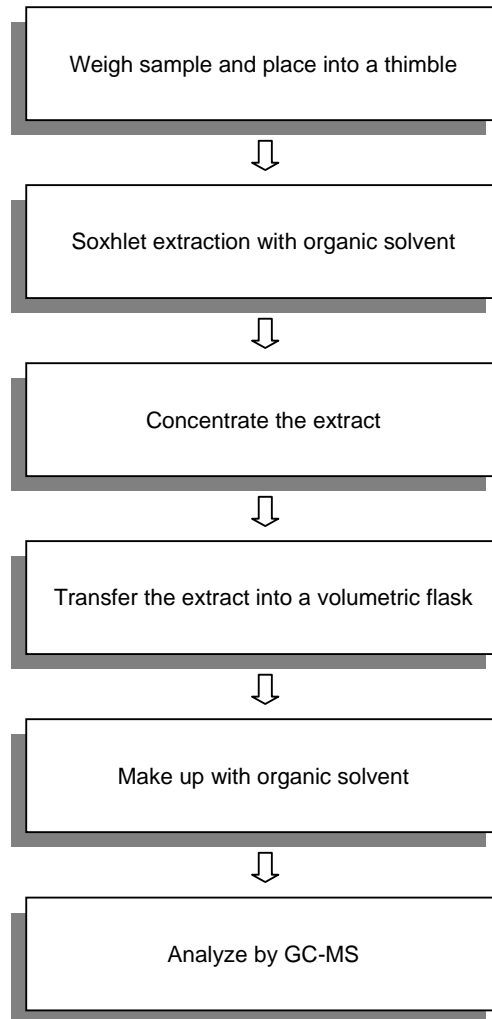 Weigh sample and place into a thimble
Soxhlet extraction with organic solvent
Concentrate the extract
Transfer the extract into a volumetric flask
Make up with organic solvent
Analyze by GC-MS